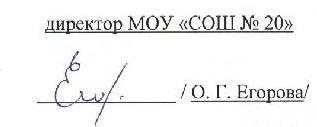 директор МОУ «СОШ № 20»
/ О. Г. Егорова/